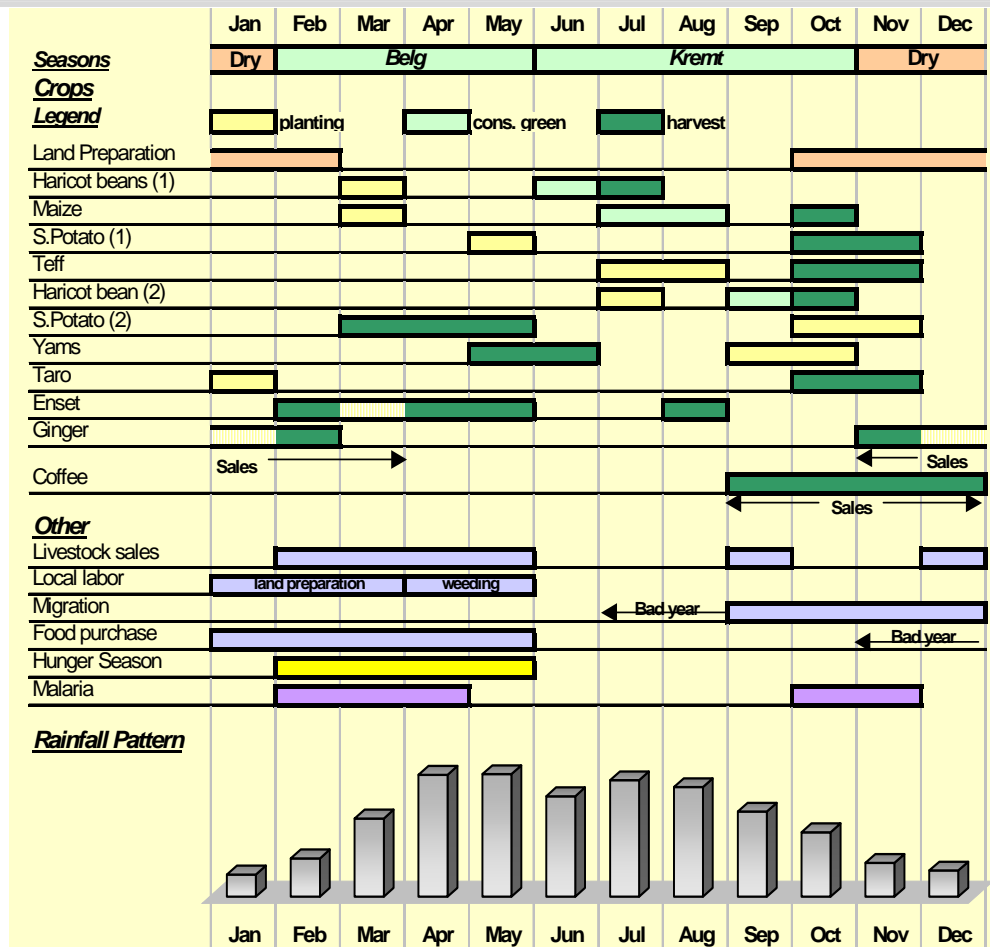 Jan Feb Mar Apr May Jun Jul Aug Sep Oct Nov Dec
Seasons Dry Belg Kremt Dry
Crops
Legend planting cons. green harvest
Land Preparation
Haricot beans (1)
Maize
S.Potato (1)
Teff
Haricot bean (2)
S.Potato (2)
Yams
Taro
Enset
Ginger
Sales Sales
Coffee
Sales
Other
Livestock sales
Local labor land preparation weeding
Migration Bad year
Food purchase Bad year
Hunger Season
Malaria
Rainfall Pattern
Jan Feb Mar Apr May Jun Jul Aug Sep Oct Nov Dec